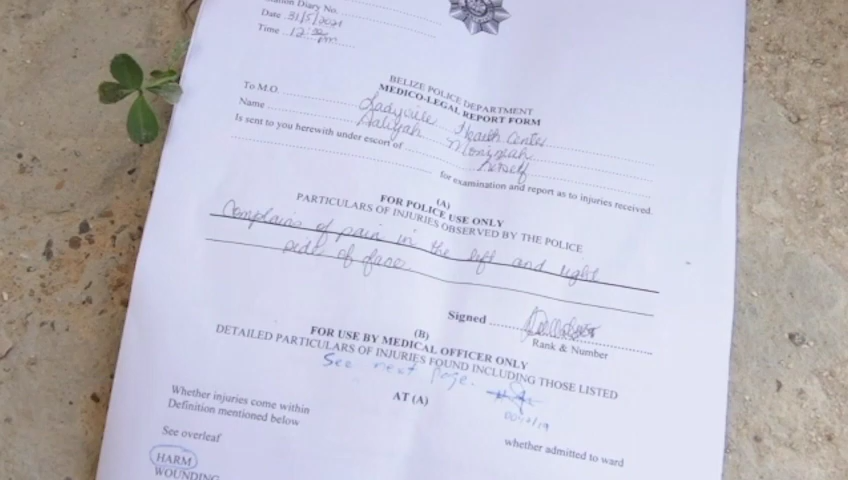 Diary No.
Date 31/5/2021
Time 12:
pm
BELIZE POLICE DEPARTMENT
MEDICO-LEGAL REPORT FORM
To M.O. Ladyville Health Center
Name Aaliyah
Is sent to you herewith under escort of herself
for examination and report as to injuries received.
(A)
FOR POLICE USE ONLY
PARTICULARS OF INJURIES OBSERVED BY THE POLICE
Complains of pain in the left and right
side of face.
Signed
Rank & Number
(B)
FOR USE BY MEDICAL OFFICER ONLY
DETAILED PARTICULARS OF INJURIES FOUND INCLUDING THOSE LISTED
See next page.
AT (A)
Whether injuries come within
Definition mentioned below
whether admitted to ward
See overleaf
HARM
WOUNDING